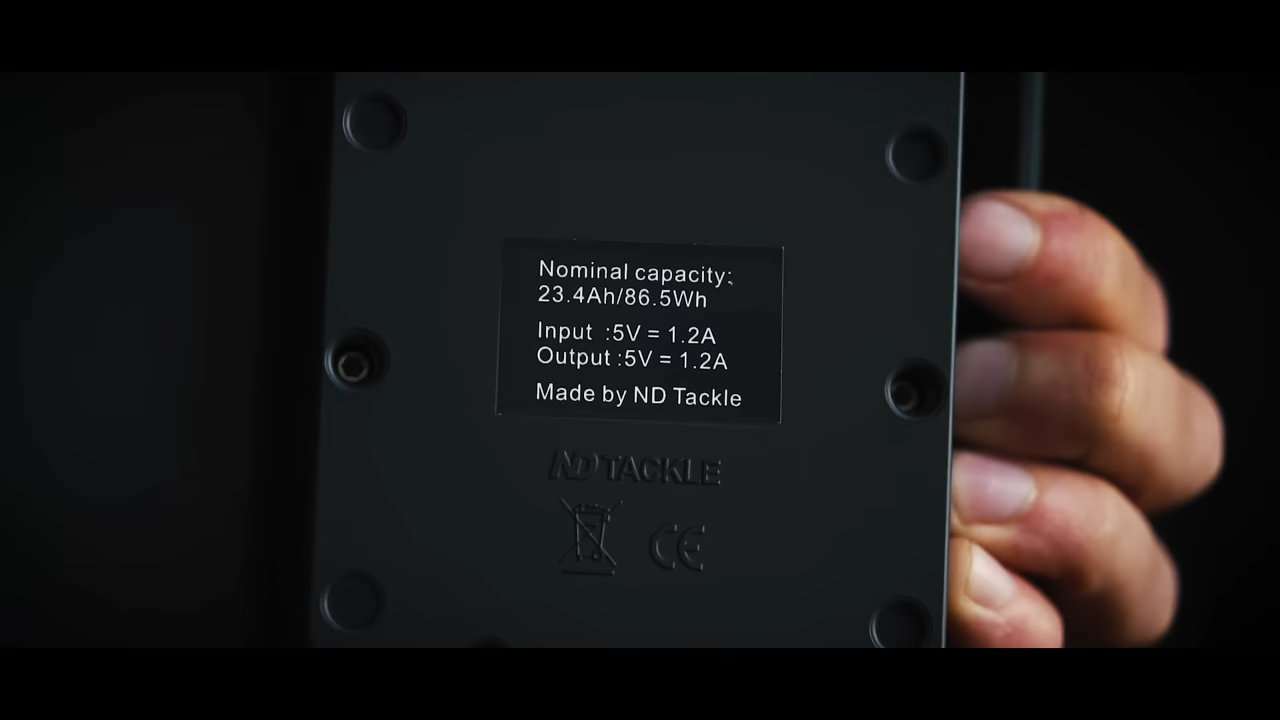 Nominal capacity:
23.4Ah/86.5Wh
Input :5V = 1.2A
Output :5V = 1.2A
Made by ND Tackle
ND TACKLE
CE